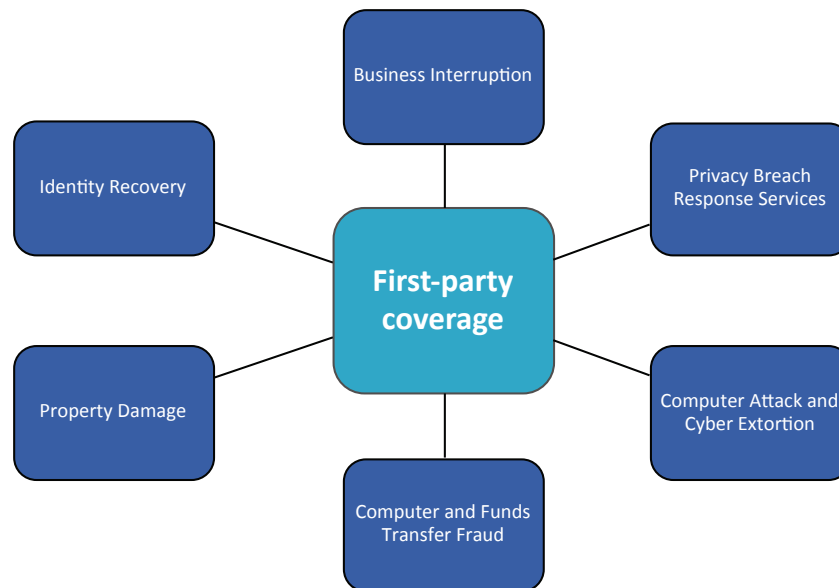 Business Interruption
Identity Recovery
Privacy Breach
Response Services
First-party
coverage
Property Damage
Computer Attack and
Cyber Extortion
Computer and Funds
Transfer Fraud